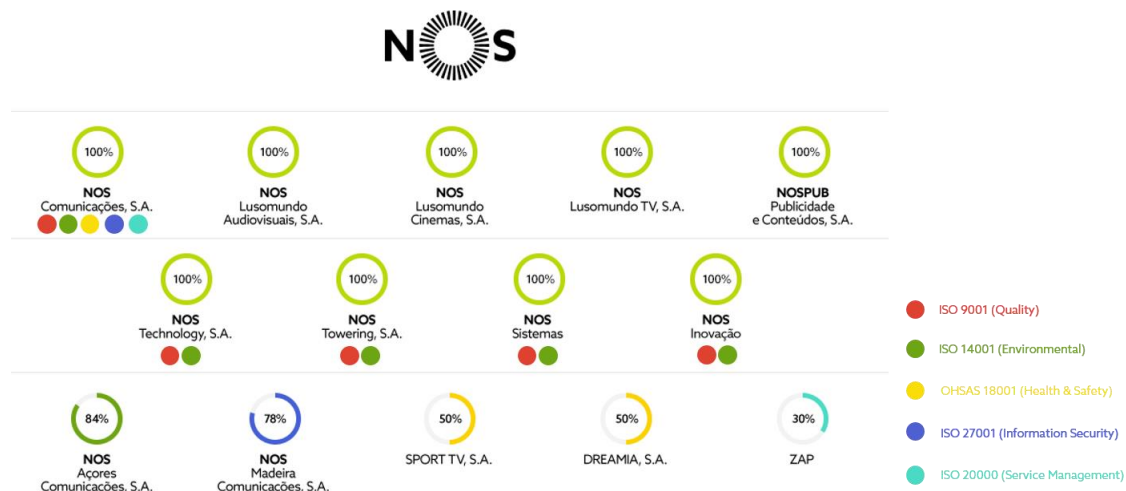 NOS
100% 100% 100% 100% 100%
NOS NOS NOS NOS NOSPUB
Comunicações, S.A. Lusomundo Lusomundo Lusomundo TV, S.A. Publicidade
Audiovisuais, S.A. Cinemas, S.A. e Conteúdos, S.A.
100% 100% 100% 100%
NOS NOS NOS NOS
Technology, S.A. Towering, S.A. Sistemas Inovação
84% 78% 50% 50% 30%
NOS NOS SPORT TV, S.A. DREAMIA, S.A. ZAP
Açores Madeira
Comunicações, S.A. Comunicações, S.A.
ISO 9001 (Quality)
ISO 14001 (Environmental)
OHSAS 18001 (Health & Safety)
ISO 27001 (Information Security)
ISO 20000 (Service Management)